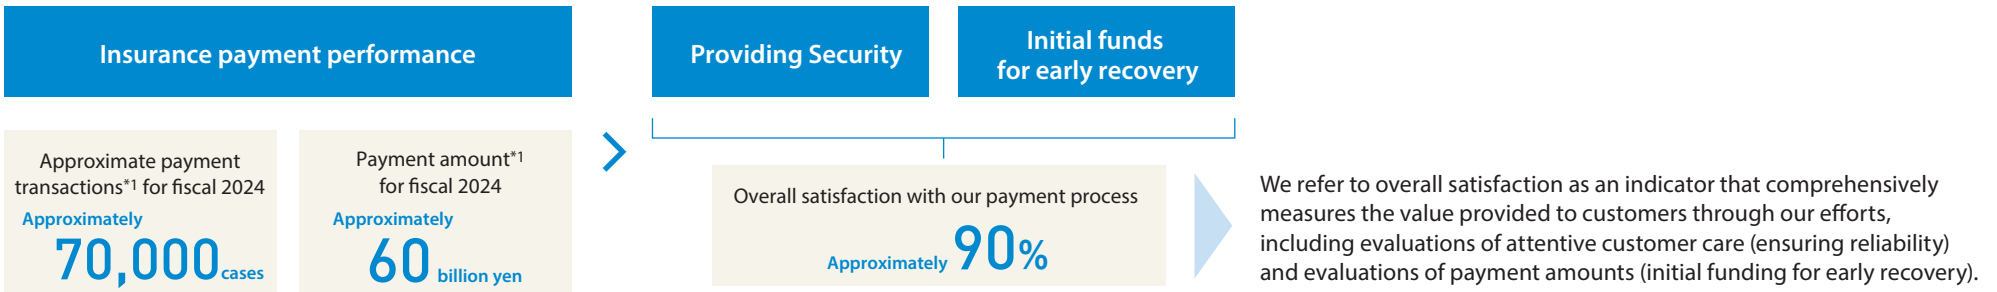 Insurance payment performance
Approximate payment
transactions*1 for fiscal 2024
Approximately
70,000 cases
Payment amount*1
for fiscal 2024
Approximately
60 billion yen
Providing Security
Initial funds
for early recovery
Overall satisfaction with our payment process
Approximately 90%
We refer to overall satisfaction as an indicator that comprehensively
measures the value provided to customers through our efforts,
including evaluations of attentive customer care (ensuring reliability)
and evaluations of payment amounts (initial funding for early recovery).